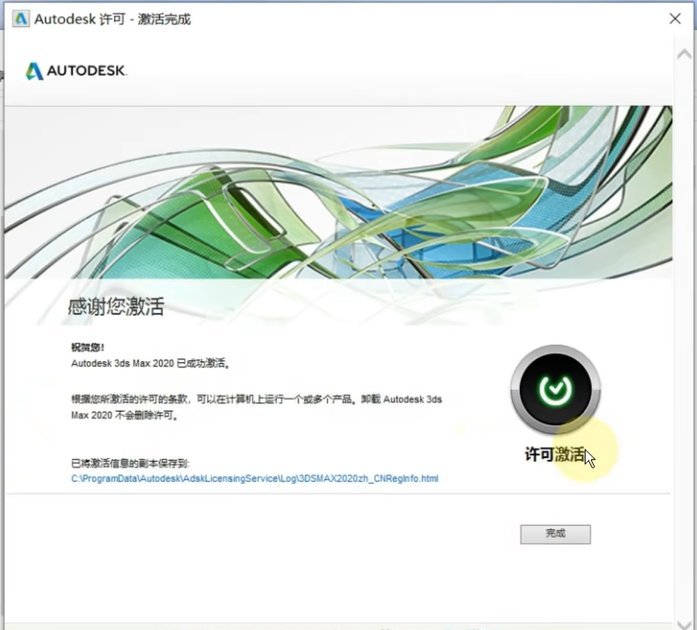 Autodesk 许可 - 激活完成
AUTODESK.
感谢您激活
祝贺您!
Autodesk 3ds Max 2020 已成功激活。
根据您所激活的许可的条款，可以在计算机上运行一个或多个产品。卸载 Autodesk 3ds
Max 2020 不会删除许可。
许可激活
已将激活信息的副本保存到:
C:\ProgramData\Autodesk\AdskLicensingService\Log\3DSMAX2020zh_CNRegInfo.html
完成